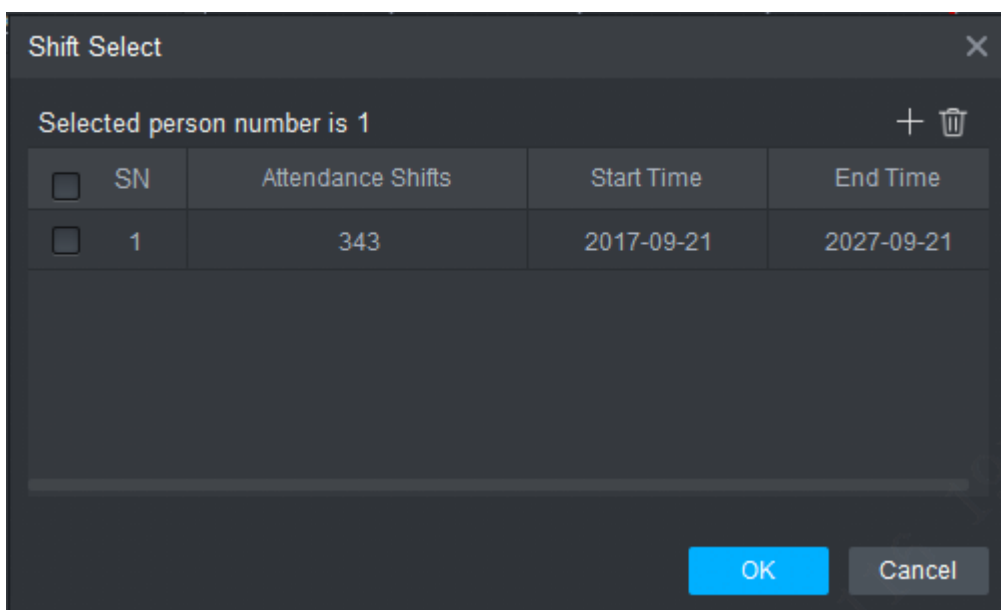 Shift Select
Selected person number is 1
SN Attendance Shifts Start Time End Time
1 343 2017-09-21 2027-09-21
OK Cancel